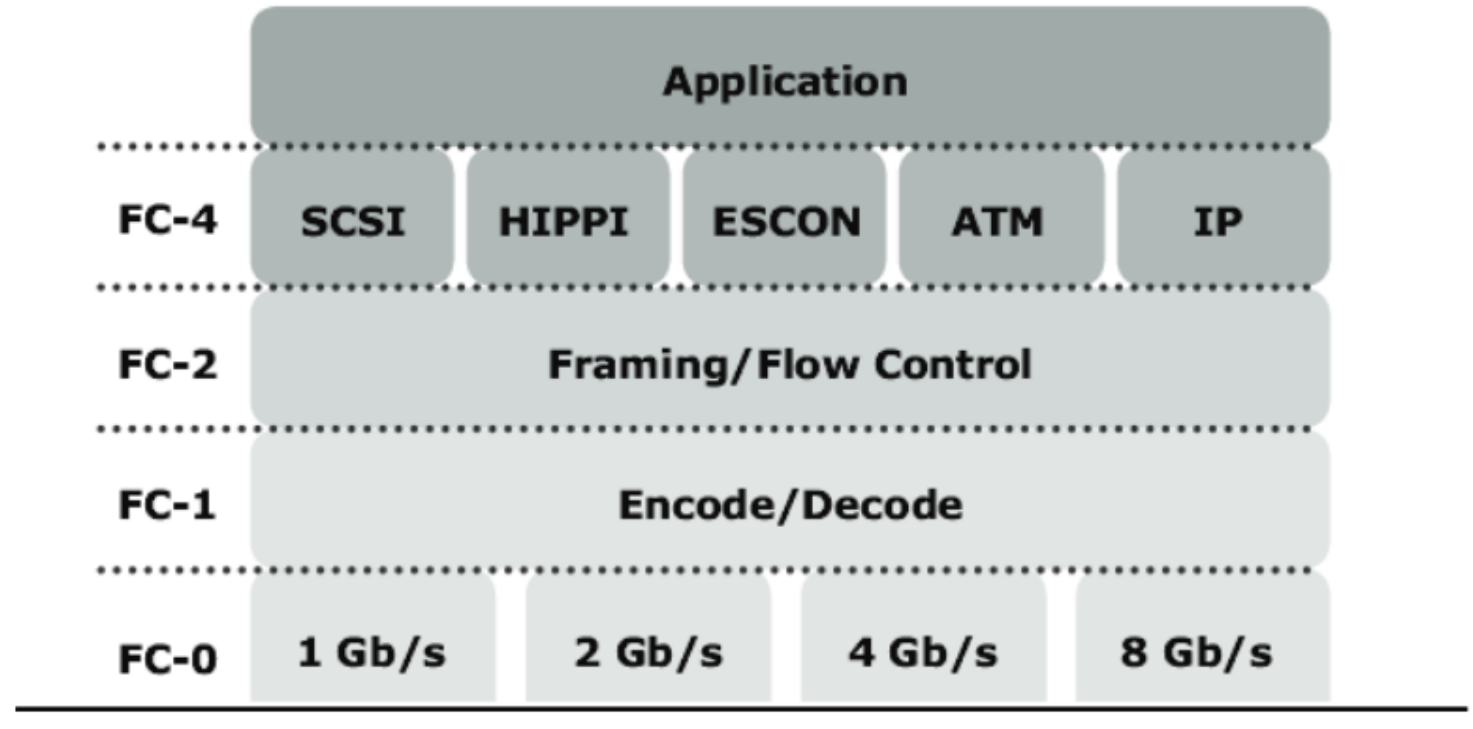 Application
FC-4 SCSI HIPPI ESCON ATM IP
FC-2 Framing/Flow Control
FC-1 Encode/Decode
FC-0 1 Gb/s 2 Gb/s 4 Gb/s 8 Gb/s